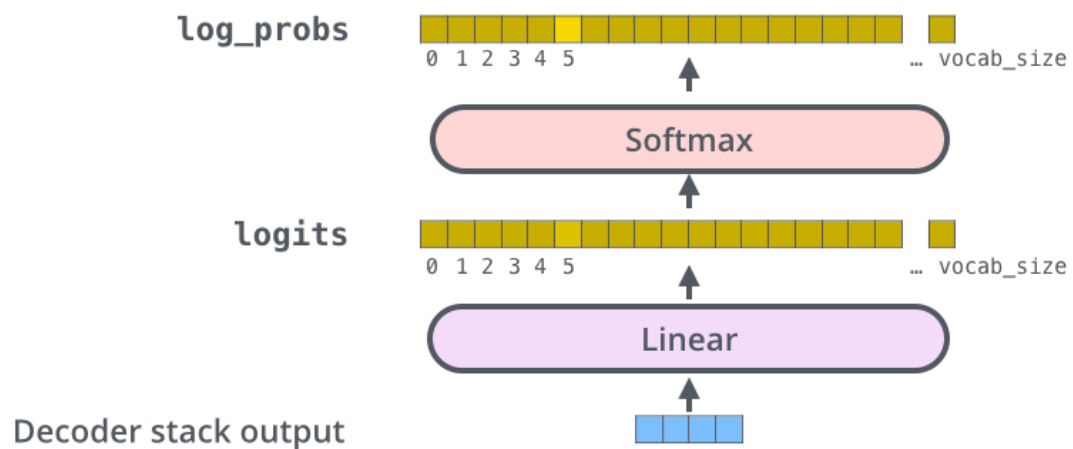 log_probs
0 1 2 3 4 5 … vocab_size
Softmax
logits
0 1 2 3 4 5 … vocab_size
Linear
Decoder stack output